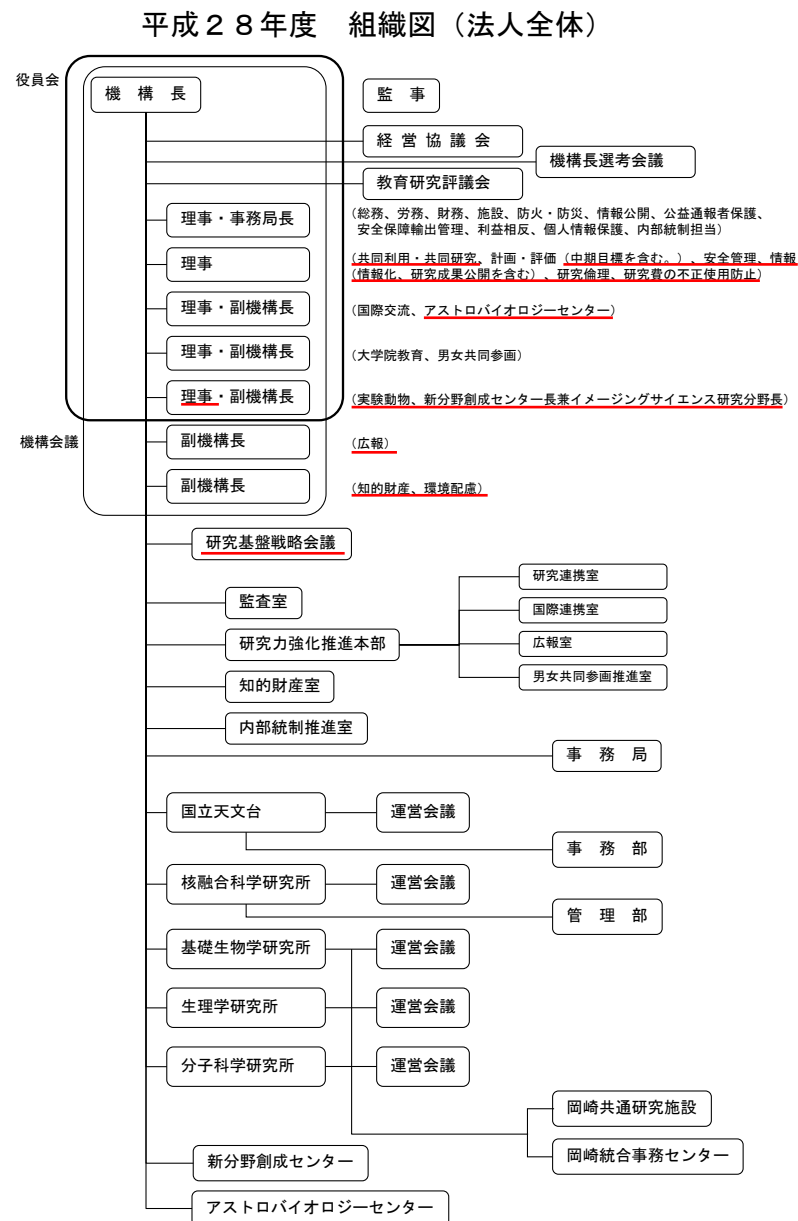 平成２８年度　組織図（法人全体）
役員会
機　構　長
監　事
経 営 協 議 会
機構長選考会議
教育研究評議会
理事・事務局長
（総務、労務、財務、施設、防火・防災、情報公開、公益通報者保護、
安全保障輸出管理、利益相反、個人情報保護、内部統制担当）
理事
（共同利用・共同研究、計画・評価（中期目標を含む。）、安全管理、情報
（情報化、研究成果公開を含む）、研究倫理、研究費の不正使用防止）
理事・副機構長
（国際交流、アストロバイオロジーセンター）
理事・副機構長
（大学院教育、男女共同参画）
理事・副機構長
（実験動物、新分野創成センター長兼イメージングサイエンス研究分野長）
機構会議
副機構長
（広報）
副機構長
（知的財産、環境配慮）
研究基盤戦略会議
研究連携室
監査室
国際連携室
研究力強化推進本部
広報室
男女共同参画推進室
知的財産室
内部統制推進室
事　務　局
国立天文台
運営会議
事　務　部
核融合科学研究所
運営会議
管　理　部
基礎生物学研究所
運営会議
生理学研究所
運営会議
分子科学研究所
運営会議
岡崎共通研究施設
岡崎統合事務センター
新分野創成センター
アストロバイオロジーセンター